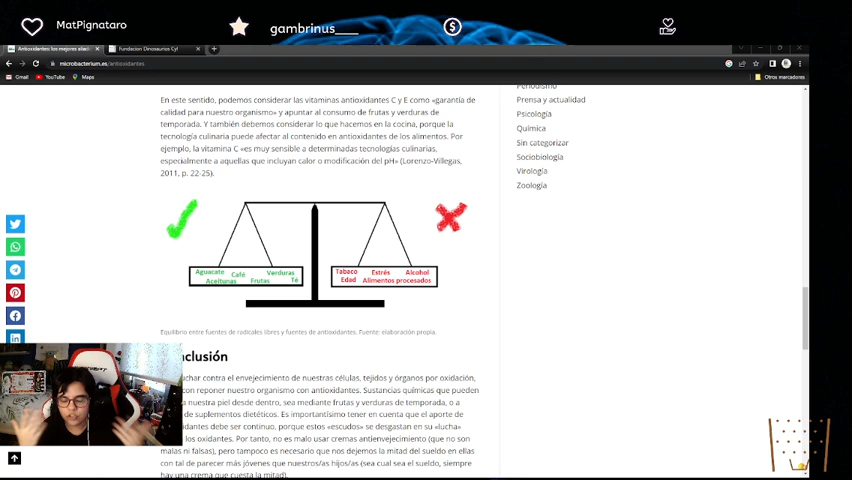 MatPignataro
gambrinus____
Antioxidantes: los mejores aliad
Fundacion Dinosaurios Cyl
microbacterium.es/antioxidantes
Gmail
YouTube
Maps
Otros marcadores
En este sentido, podemos considerar las vitaminas antioxidantes C y E como «garantía de
calidad para nuestro organismo» y apuntar al consumo de frutas y verduras de
temporada. Y también debemos considerar lo que hacemos en la cocina, porque la
tecnología culinaria puede afectar al contenido en antioxidantes de los alimentos. Por
ejemplo, la vitamina C «es muy sensible a determinadas tecnologías culinarias,
especialmente a aquellas que incluyan calor o modificación del pH» (Lorenzo-Villegas,
2011, p. 22-25).
Periodismo
Prensa y actualidad
Psicología
Química
Sin categorizar
Sociobiología
Virología
Zoología
Aguacate Café Verduras
Aceitunas Frutas Té
Tabaco Estrés Alcohol
Edad Alimentos procesados
Equilibrio entre fuentes de radicales libres y fuentes de antioxidantes. Fuente: elaboración propia.
nclusión
uchar contra el envejecimiento de nuestras células, tejidos y órganos por oxidación,
con reponer nuestro organismo con antioxidantes. Sustancias químicas que pueden
a nuestra piel desde dentro, sea mediante frutas y verduras de temporada, o a
de suplementos dietéticos. Es importantísimo tener en cuenta que el aporte de
idantes debe ser continuo, porque estos «escudos» se desgastan en su «lucha»
los oxidantes. Por tanto, no es malo usar cremas antienvejecimiento (que no son
malas ni falsas), pero tampoco es necesario que nos dejemos la mitad del sueldo en ellas
con tal de parecer más jóvenes que nuestros/as hijos/as (sea cual sea el sueldo, siempre
hay una crema que cuesta la mitad).